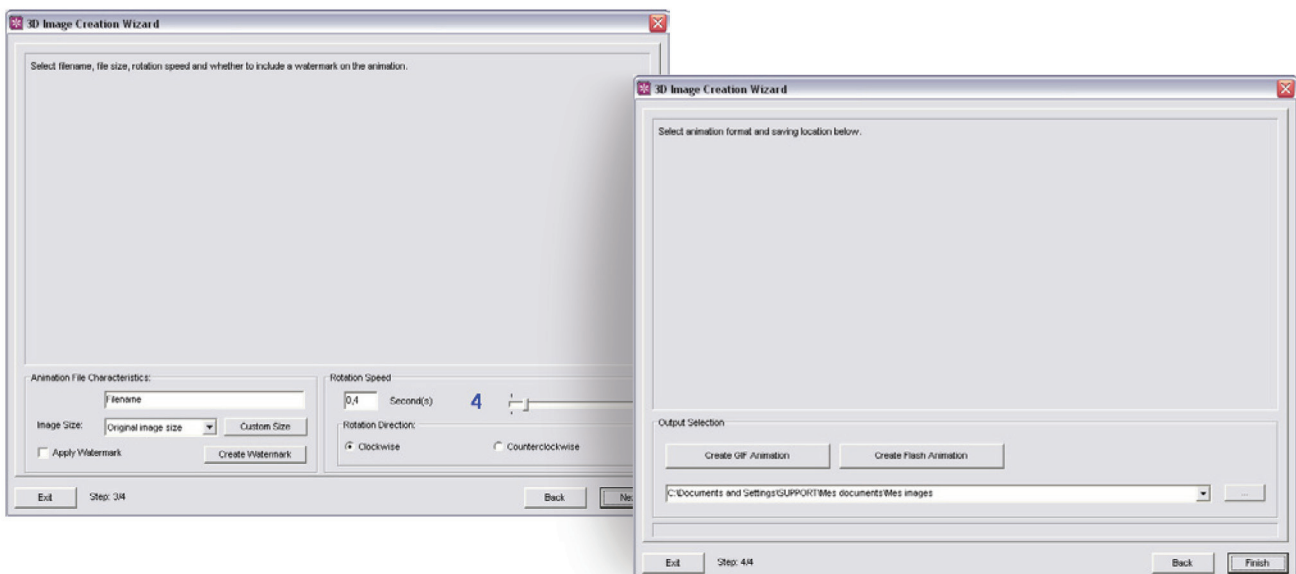 3D Image Creation Wizard
Select filename, file size, rotation speed and whether to include a watermark on the animation.
Animation File Characteristics:
Filename
Image Size:
Original image size
Custom Size
Apply Watermark
Create Watermark
Rotation Speed
0,4
Second(s)
4
Rotation Direction:
Clockwise
Counterclockwise
Exit
Step: 3/4
Back
3D Image Creation Wizard
Select animation format and saving location below.
Output Selection
Create GIF Animation
Create Flash Animation
C:\Documents and Settings\SUPPORT\Mes documents\Mes images
...
Exit
Step: 4/4
Back
Finish